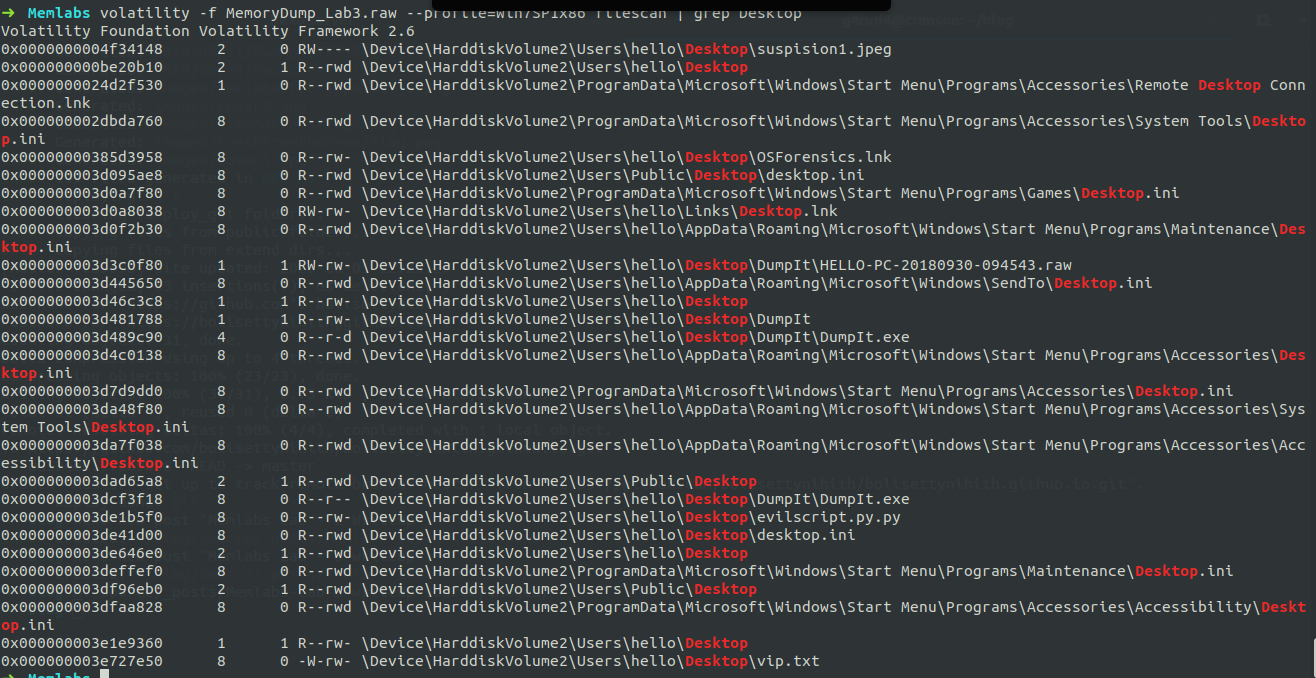 ➜ Memlabs volatility -f MemoryDump_Lab3.raw --profile=Win7SP1x86 filescan | grep Desktop
Volatility Foundation Volatility Framework 2.6
0x0000000004f34148 2 0 RW---- \Device\HarddiskVolume2\Users\hello\Desktop\suspision1.jpeg
0x000000000be20b10 2 1 R--rwd \Device\HarddiskVolume2\Users\hello\Desktop
0x0000000024d2f530 1 0 R--rwd \Device\HarddiskVolume2\ProgramData\Microsoft\Windows\Start Menu\Programs\Accessories\Remote Desktop Conn
ection.lnk
0x000000002dbda760 8 0 R--rwd \Device\HarddiskVolume2\ProgramData\Microsoft\Windows\Start Menu\Programs\Accessories\System Tools\Deskto
p.ini
0x00000000385d3958 8 0 R--rw- \Device\HarddiskVolume2\Users\hello\Desktop\OSForensics.lnk
0x000000003d095ae8 8 0 R--rwd \Device\HarddiskVolume2\Users\Public\Desktop\desktop.ini
0x000000003d0a7f80 8 0 R--rwd \Device\HarddiskVolume2\ProgramData\Microsoft\Windows\Start Menu\Programs\Games\Desktop.ini
0x000000003d0a8038 8 0 RW-rw- \Device\HarddiskVolume2\Users\hello\Links\Desktop.lnk
0x000000003d0f2b30 8 0 R--rwd \Device\HarddiskVolume2\Users\hello\AppData\Roaming\Microsoft\Windows\Start Menu\Programs\Maintenance\Des
ktop.ini
0x000000003d3c0f80 1 1 RW-rw- \Device\HarddiskVolume2\Users\hello\Desktop\DumpIt\HELLO-PC-20180930-094543.raw
0x000000003d445650 8 0 R--rwd \Device\HarddiskVolume2\Users\hello\AppData\Roaming\Microsoft\Windows\SendTo\Desktop.ini
0x000000003d46c3c8 1 1 R--rw- \Device\HarddiskVolume2\Users\hello\Desktop
0x000000003d481788 1 1 R--rw- \Device\HarddiskVolume2\Users\hello\Desktop\DumpIt
0x000000003d489c90 4 0 R--r-d \Device\HarddiskVolume2\Users\hello\Desktop\DumpIt\DumpIt.exe
0x000000003d4c0138 8 0 R--rwd \Device\HarddiskVolume2\Users\hello\AppData\Roaming\Microsoft\Windows\Start Menu\Programs\Accessories\Des
ktop.ini
0x000000003d7d9dd0 8 0 R--rwd \Device\HarddiskVolume2\ProgramData\Microsoft\Windows\Start Menu\Programs\Accessories\Desktop.ini
0x000000003da48f80 8 0 R--rwd \Device\HarddiskVolume2\Users\hello\AppData\Roaming\Microsoft\Windows\Start Menu\Programs\Accessories\Sys
tem Tools\Desktop.ini
0x000000003da7f038 8 0 R--rwd \Device\HarddiskVolume2\Users\hello\AppData\Roaming\Microsoft\Windows\Start Menu\Programs\Accessories\Acc
essibility\Desktop.ini
0x000000003dad65a8 2 1 R--rwd \Device\HarddiskVolume2\Users\Public\Desktop
0x000000003dcf3f18 8 0 R--r-- \Device\HarddiskVolume2\Users\hello\Desktop\DumpIt\DumpIt.exe
0x000000003de1b5f0 8 0 R--rw- \Device\HarddiskVolume2\Users\hello\Desktop\evilscript.py.py
0x000000003de41d00 8 0 R--rwd \Device\HarddiskVolume2\Users\hello\Desktop\desktop.ini
0x000000003de646e0 2 1 R--rwd \Device\HarddiskVolume2\Users\hello\Desktop
0x000000003deffef0 8 0 R--rwd \Device\HarddiskVolume2\ProgramData\Microsoft\Windows\Start Menu\Programs\Maintenance\Desktop.ini
0x000000003df96eb0 2 1 R--rwd \Device\HarddiskVolume2\Users\Public\Desktop
0x000000003dfaa828 8 0 R--rwd \Device\HarddiskVolume2\ProgramData\Microsoft\Windows\Start Menu\Programs\Accessories\Accessibility\Deskt
op.ini
0x000000003e1e9360 1 1 R--rw- \Device\HarddiskVolume2\Users\hello\Desktop
0x000000003e727e50 8 0 -W-rw- \Device\HarddiskVolume2\Users\hello\Desktop\vip.txt
➜ Memlabs